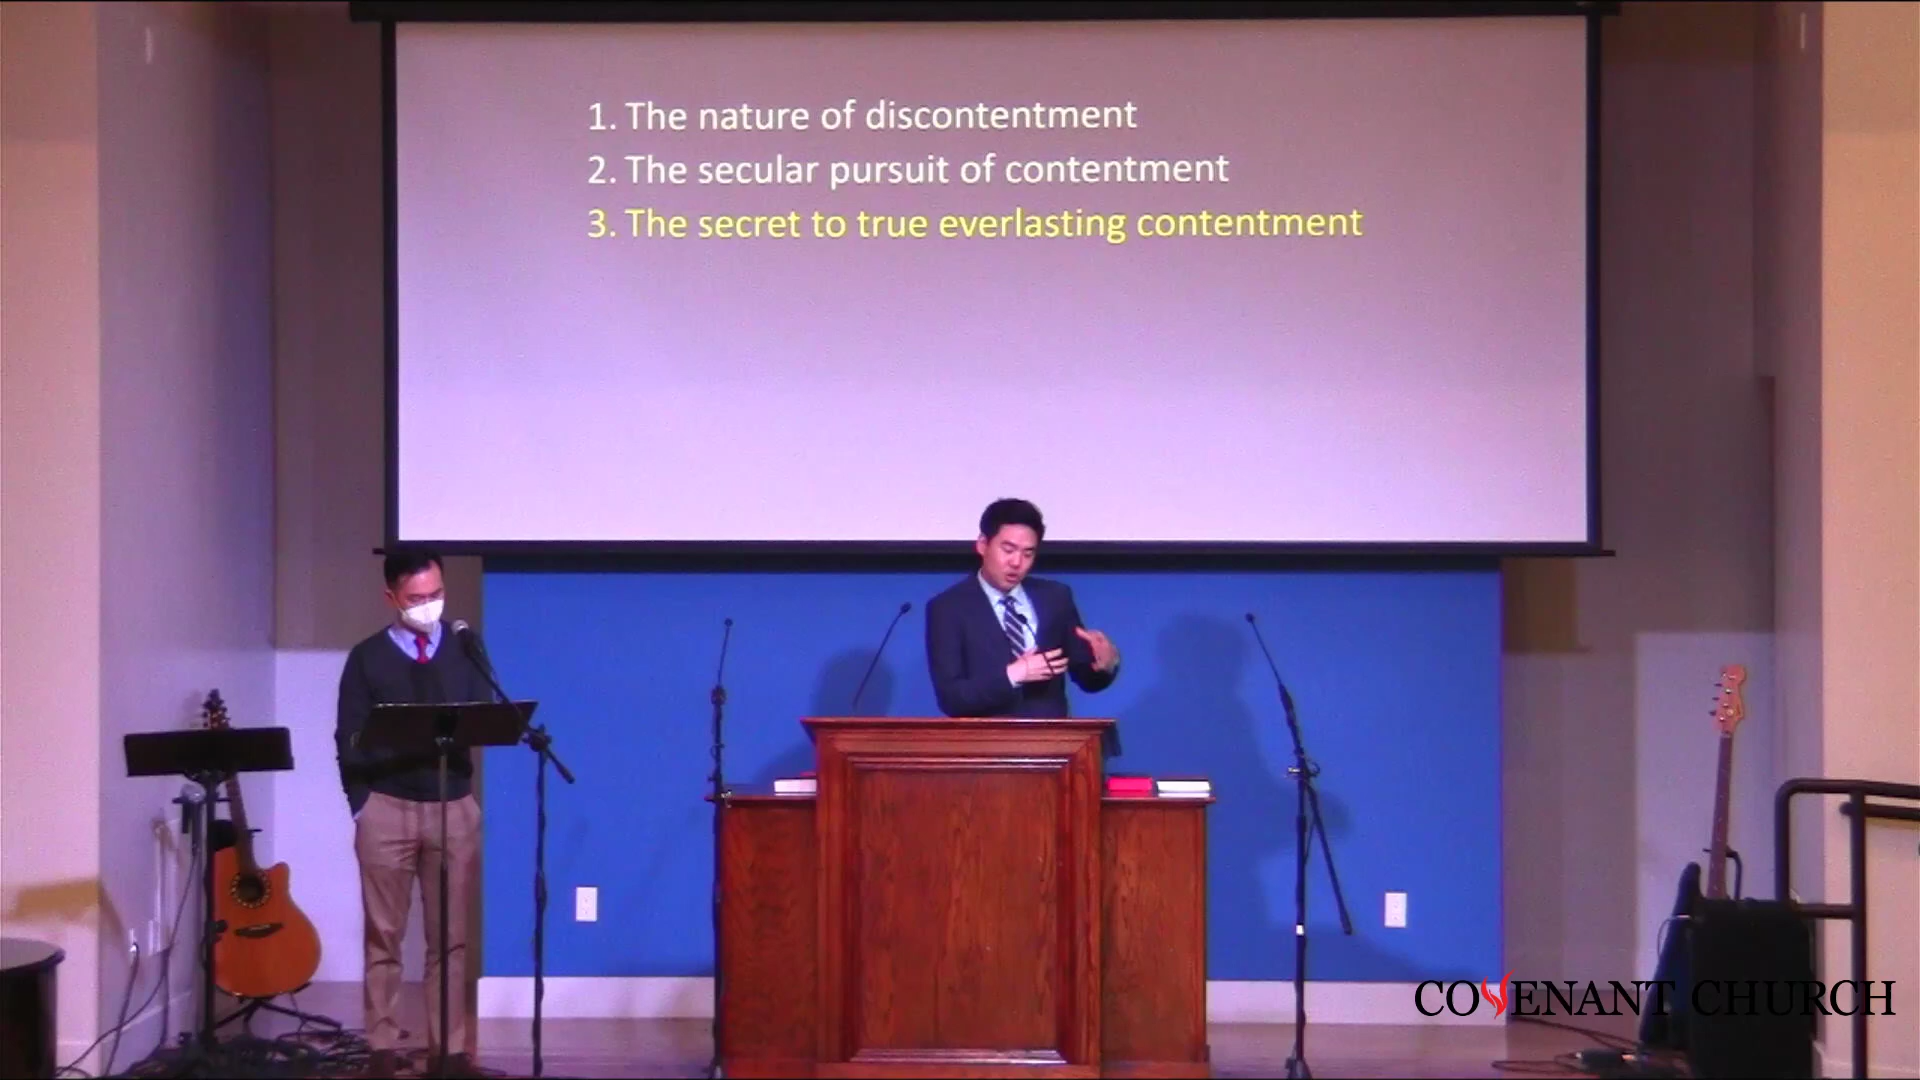 1. The nature of discontentment
2. The secular pursuit of contentment
3. The secret to true everlasting contentment
COVENANT CHURCH